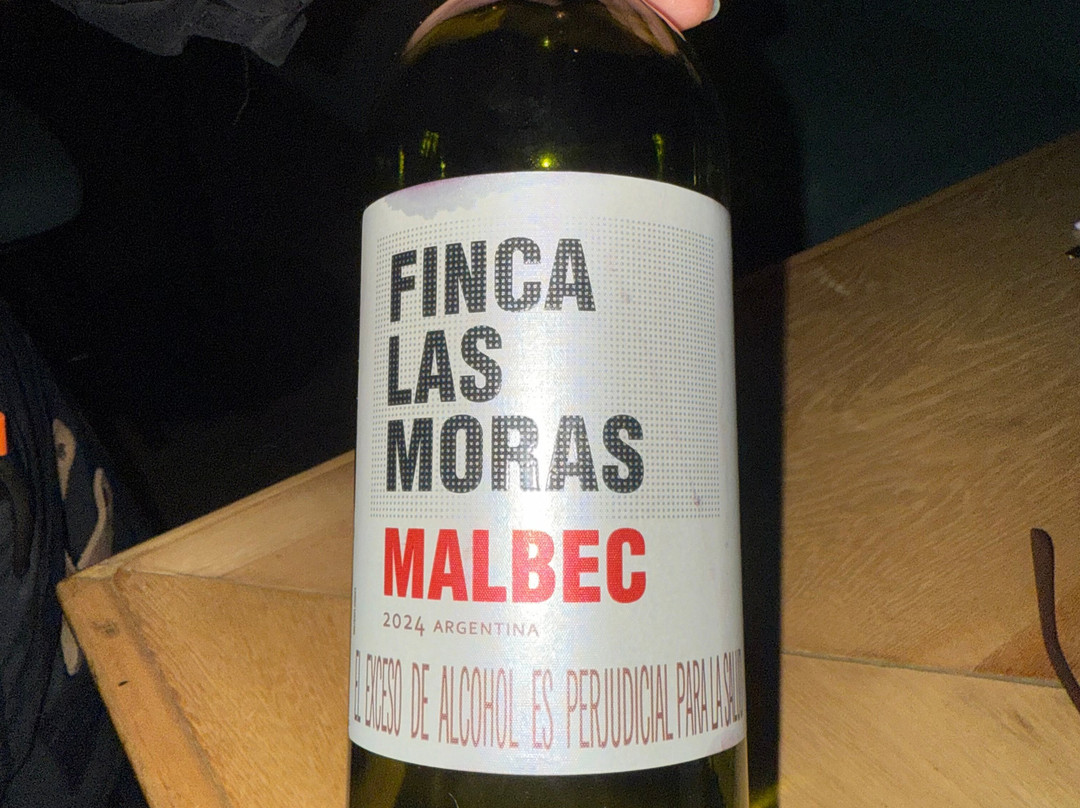 FINCA
LAS
MORAS
MALBEC
2024 ARGENTINA
EL EXCESO DE ALCOHOL ES PERJUDICIAL PARA LA SALUD